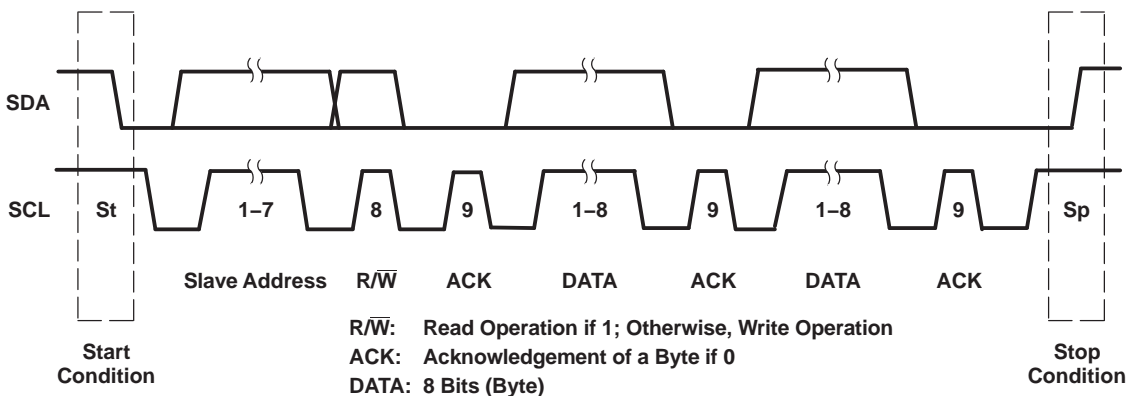 SDA
SCL
St 1–7 8 9 1–8 9 1–8 9 Sp
Slave Address R/W̅ ACK DATA ACK DATA ACK
R/W̅: Read Operation if 1; Otherwise, Write Operation
ACK: Acknowledgement of a Byte if 0
DATA: 8 Bits (Byte)
Start
Condition
Stop
Condition